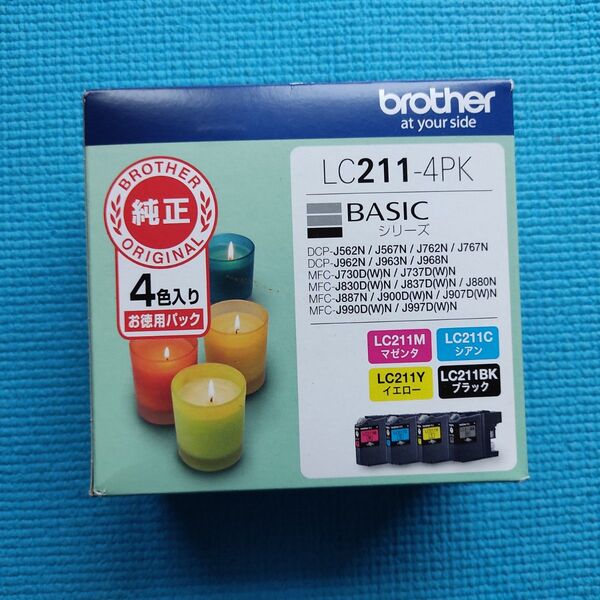 brother
at your side
BROTHER
純正
ORIGINAL
4色入り
お徳用パック
LC211-4PK
BASIC
シリーズ
DCP-J562N / J567N / J762N / J767N
DCP-J962N / J963N / J968N
MFC-J730D(W)N / J737D(W)N
MFC-J830D(W)N / J837D(W)N / J880N
MFC-J887N / J900D(W)N / J907D(W)N
MFC-J990D(W)N / J997D(W)N
LC211M
マゼンタ
LC211C
シアン
LC211Y
イエロー
LC211BK
ブラック